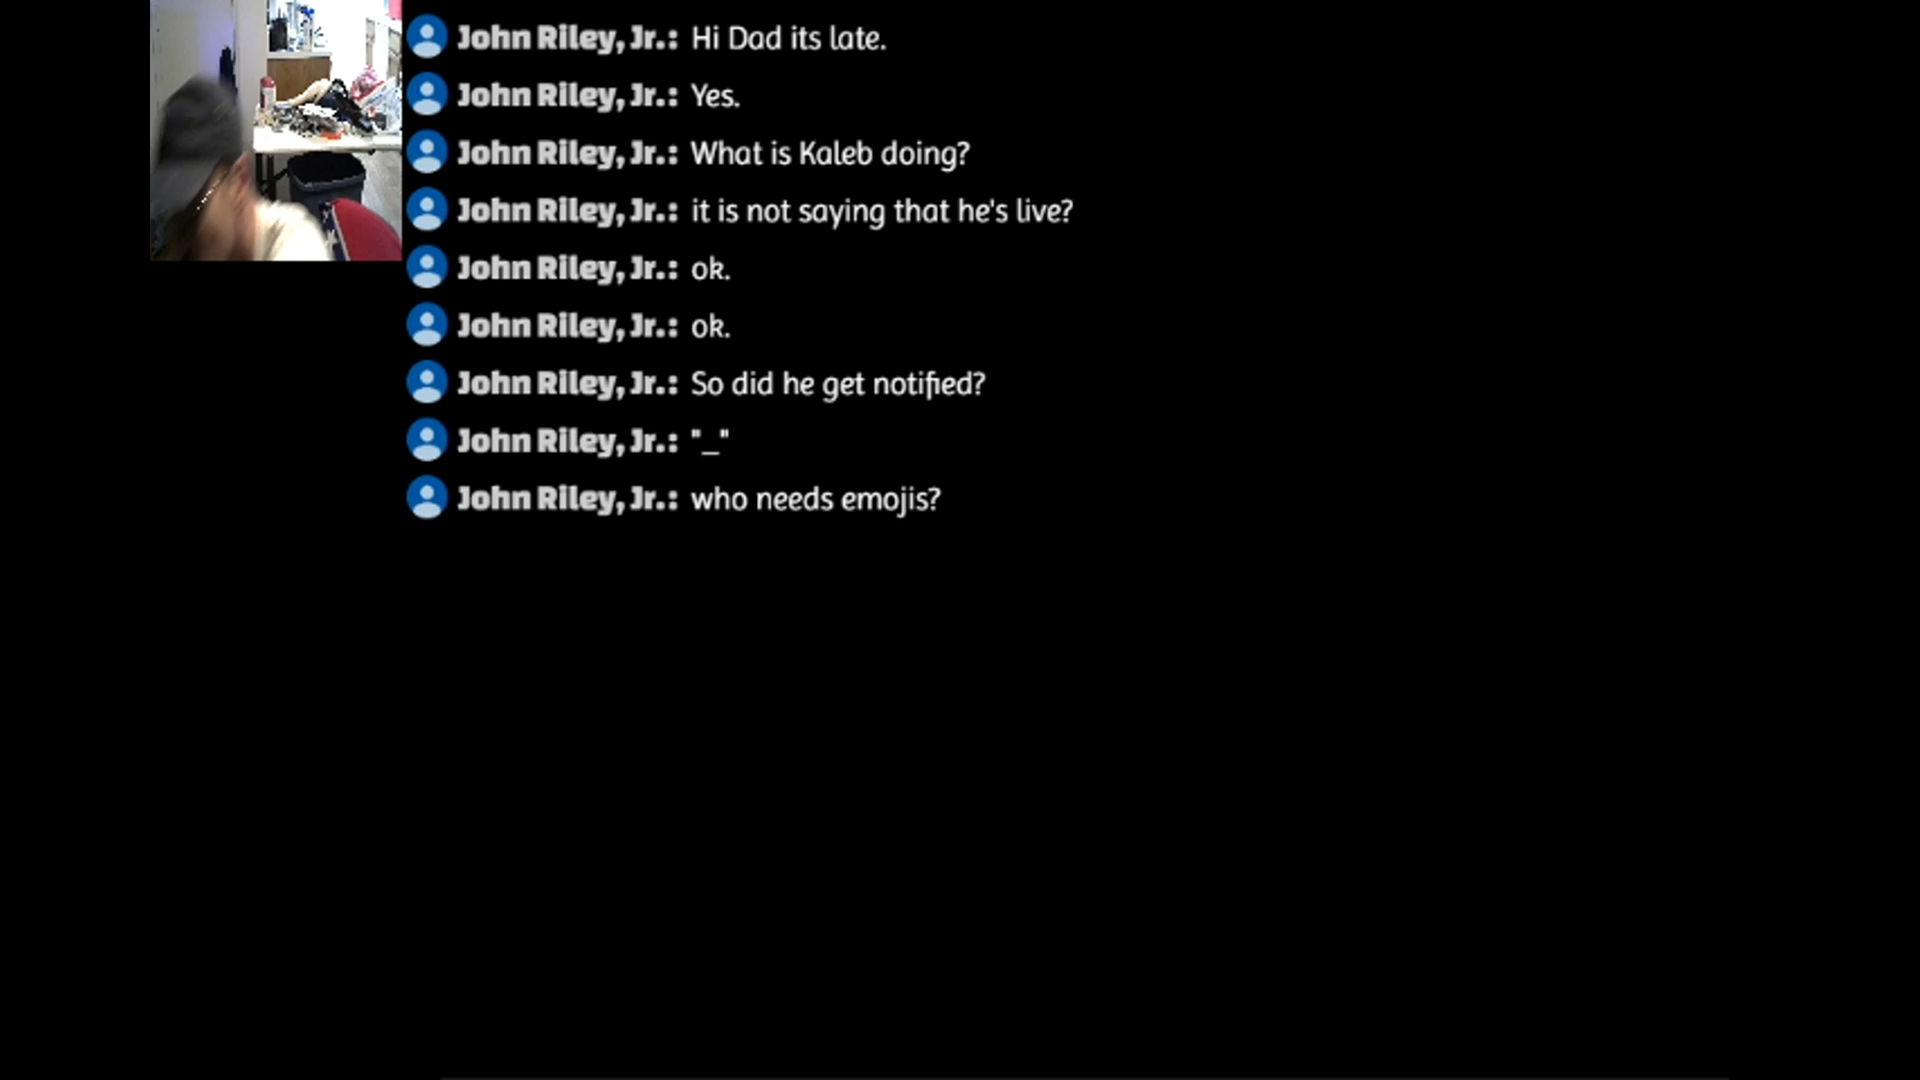 John Riley, Jr.: Hi Dad its late.
John Riley, Jr.: Yes.
John Riley, Jr.: What is Kaleb doing?
John Riley, Jr.: it is not saying that he's live?
John Riley, Jr.: ok.
John Riley, Jr.: ok.
John Riley, Jr.: So did he get notified?
John Riley, Jr.: "_"
John Riley, Jr.: who needs emojis?